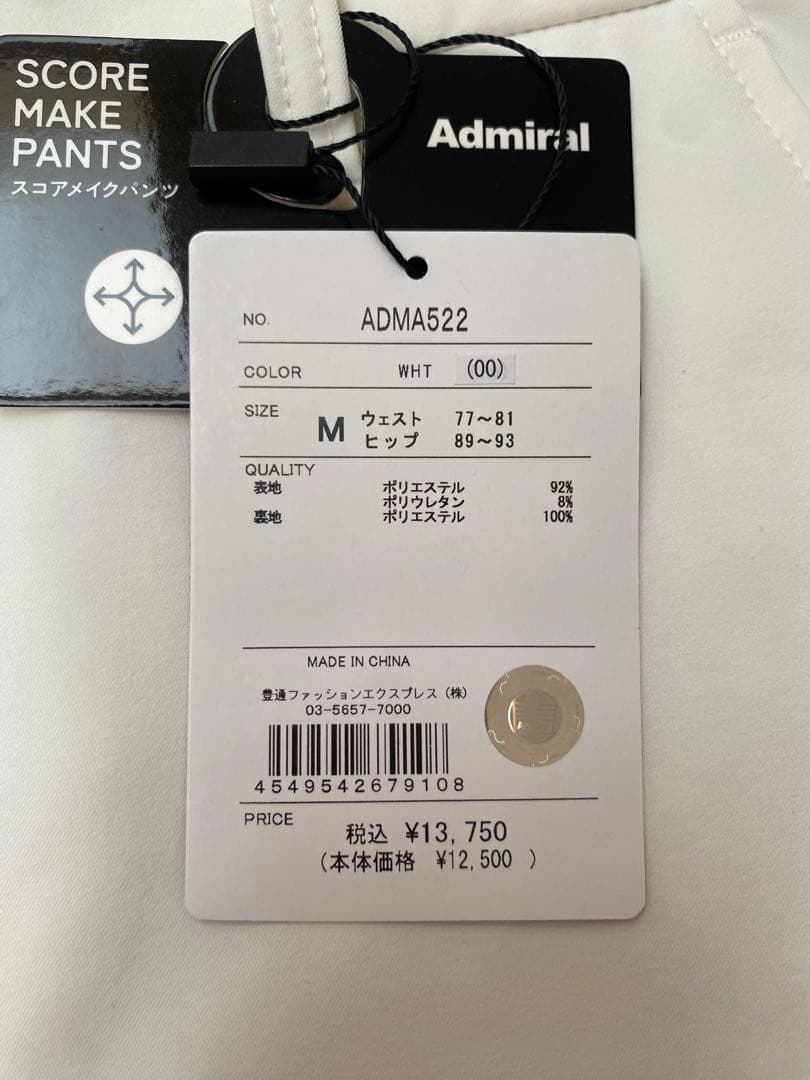 SCORE
MAKE
PANTS
スコアメイクパンツ
Admiral
NO. ADMA522
COLOR WHT (00)
SIZE M ウェスト 77～81
ヒップ 89～93
QUALITY
表地 ポリエステル 92%
ポリウレタン 8%
裏地 ポリエステル 100%
MADE IN CHINA
豊通ファッションエクスプレス（株）
03-5657-7000
4549542679108
PRICE
税込 ¥13,750
（本体価格 ¥12,500 ）